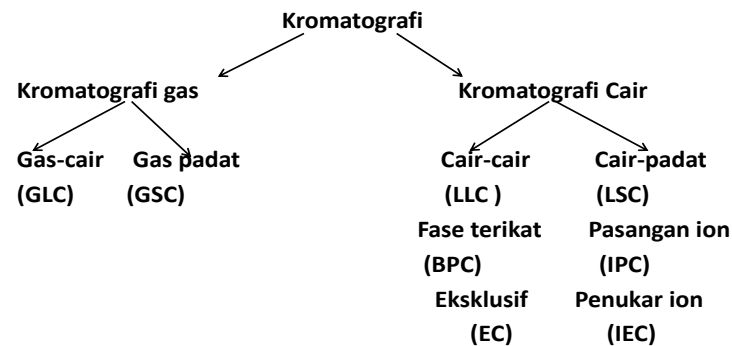 Kromatografi
Kromatografi gas Kromatografi Cair
Gas-cair Gas padat Cair-cair Cair-padat
(GLC) (GSC) (LLC ) (LSC)
Fase terikat Pasangan ion
(BPC) (IPC)
Eksklusif Penukar ion
(EC) (IEC)